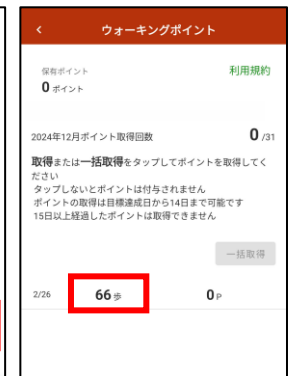 ウォーキングポイント
保有ポイント
利用規約
0 ポイント
2024年12月ポイント取得回数 0 /31
取得または一括取得をタップしてポイントを取得してく
ださい
タップしないとポイントは付与されません
ポイントの取得は目標達成日から14日まで可能です
15日以上経過したポイントは取得できません
一括取得
2/26 66 歩 0 P